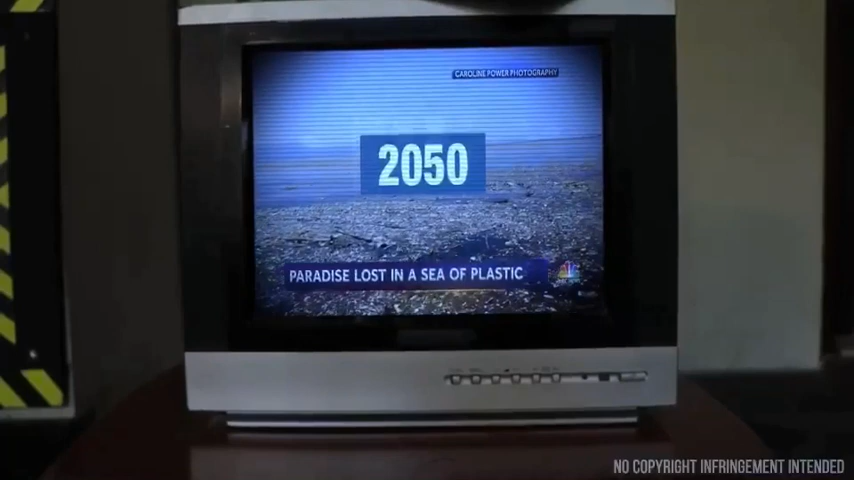 CAROLINE POWER PHOTOGRAPHY
2050
PARADISE LOST IN A SEA OF PLASTIC
NO COPYRIGHT INFRINGEMENT INTENDED